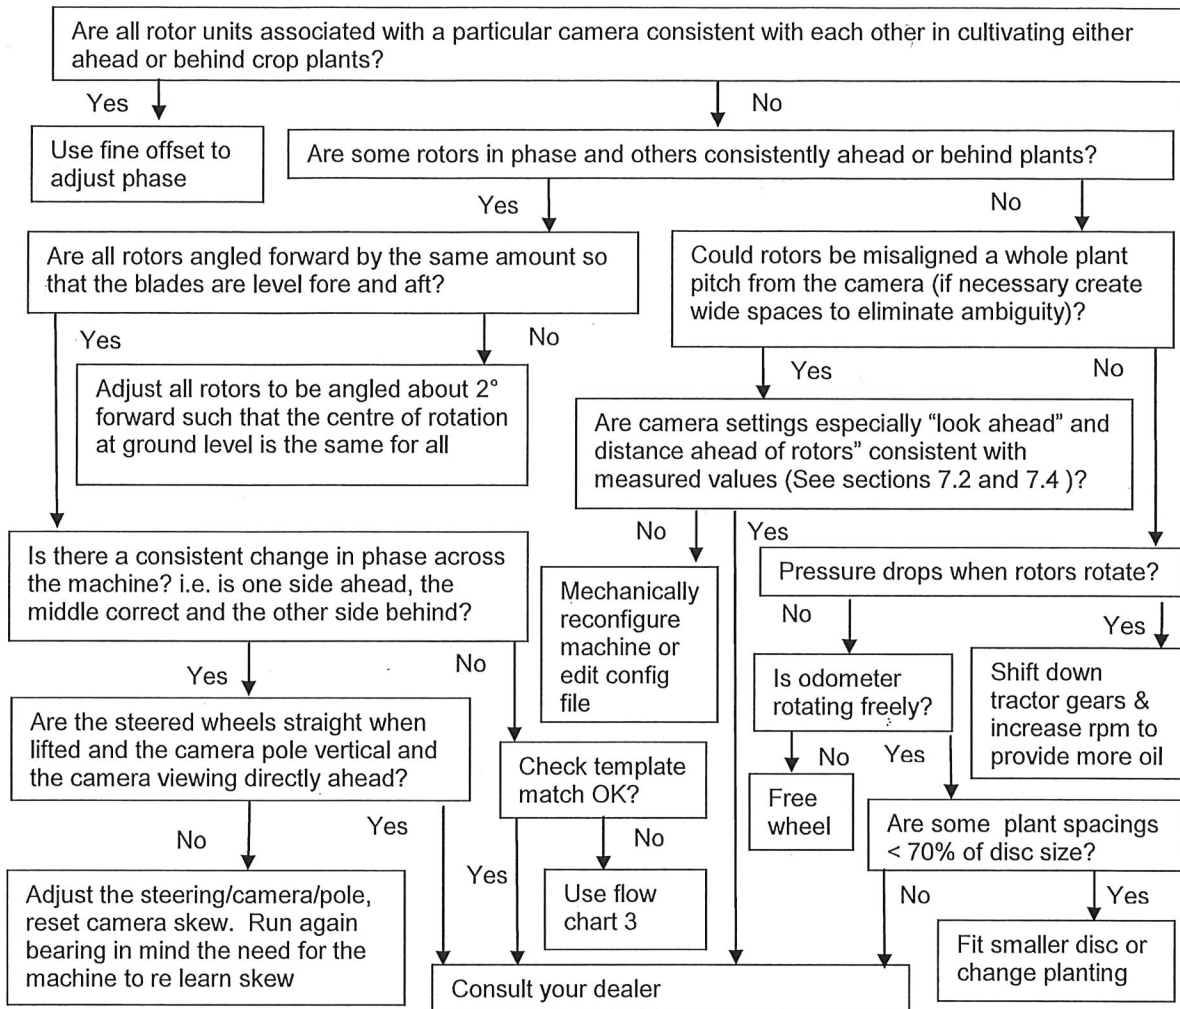 Are all rotor units associated with a particular camera consistent with each other in cultivating either
ahead or behind crop plants?
Yes
No
Use fine offset to
adjust phase
Are some rotors in phase and others consistently ahead or behind plants?
Yes
No
Are all rotors angled forward by the same amount so
that the blades are level fore and aft?
Could rotors be misaligned a whole plant
pitch from the camera (if necessary create
wide spaces to eliminate ambiguity)?
Yes
No
Yes
No
Adjust all rotors to be angled about 2°
forward such that the centre of rotation
at ground level is the same for all
Are camera settings especially “look ahead” and
distance ahead of rotors” consistent with
measured values (See sections 7.2 and 7.4 )?
No
Yes
Is there a consistent change in phase across
the machine? i.e. is one side ahead, the
middle correct and the other side behind?
Mechanically
reconfigure
machine or
edit config
file
Pressure drops when rotors rotate?
No
Yes
Yes
No
Is odometer
rotating freely?
Shift down
tractor gears &
increase rpm to
provide more oil
Are the steered wheels straight when
lifted and the camera pole vertical and
the camera viewing directly ahead?
Check template
match OK?
No
Yes
Free
wheel
Are some plant spacings
< 70% of disc size?
No
Yes
Yes
No
No
Yes
Adjust the steering/camera/pole,
reset camera skew. Run again
bearing in mind the need for the
machine to re learn skew
Use flow
chart 3
Fit smaller disc or
change planting
Consult your dealer